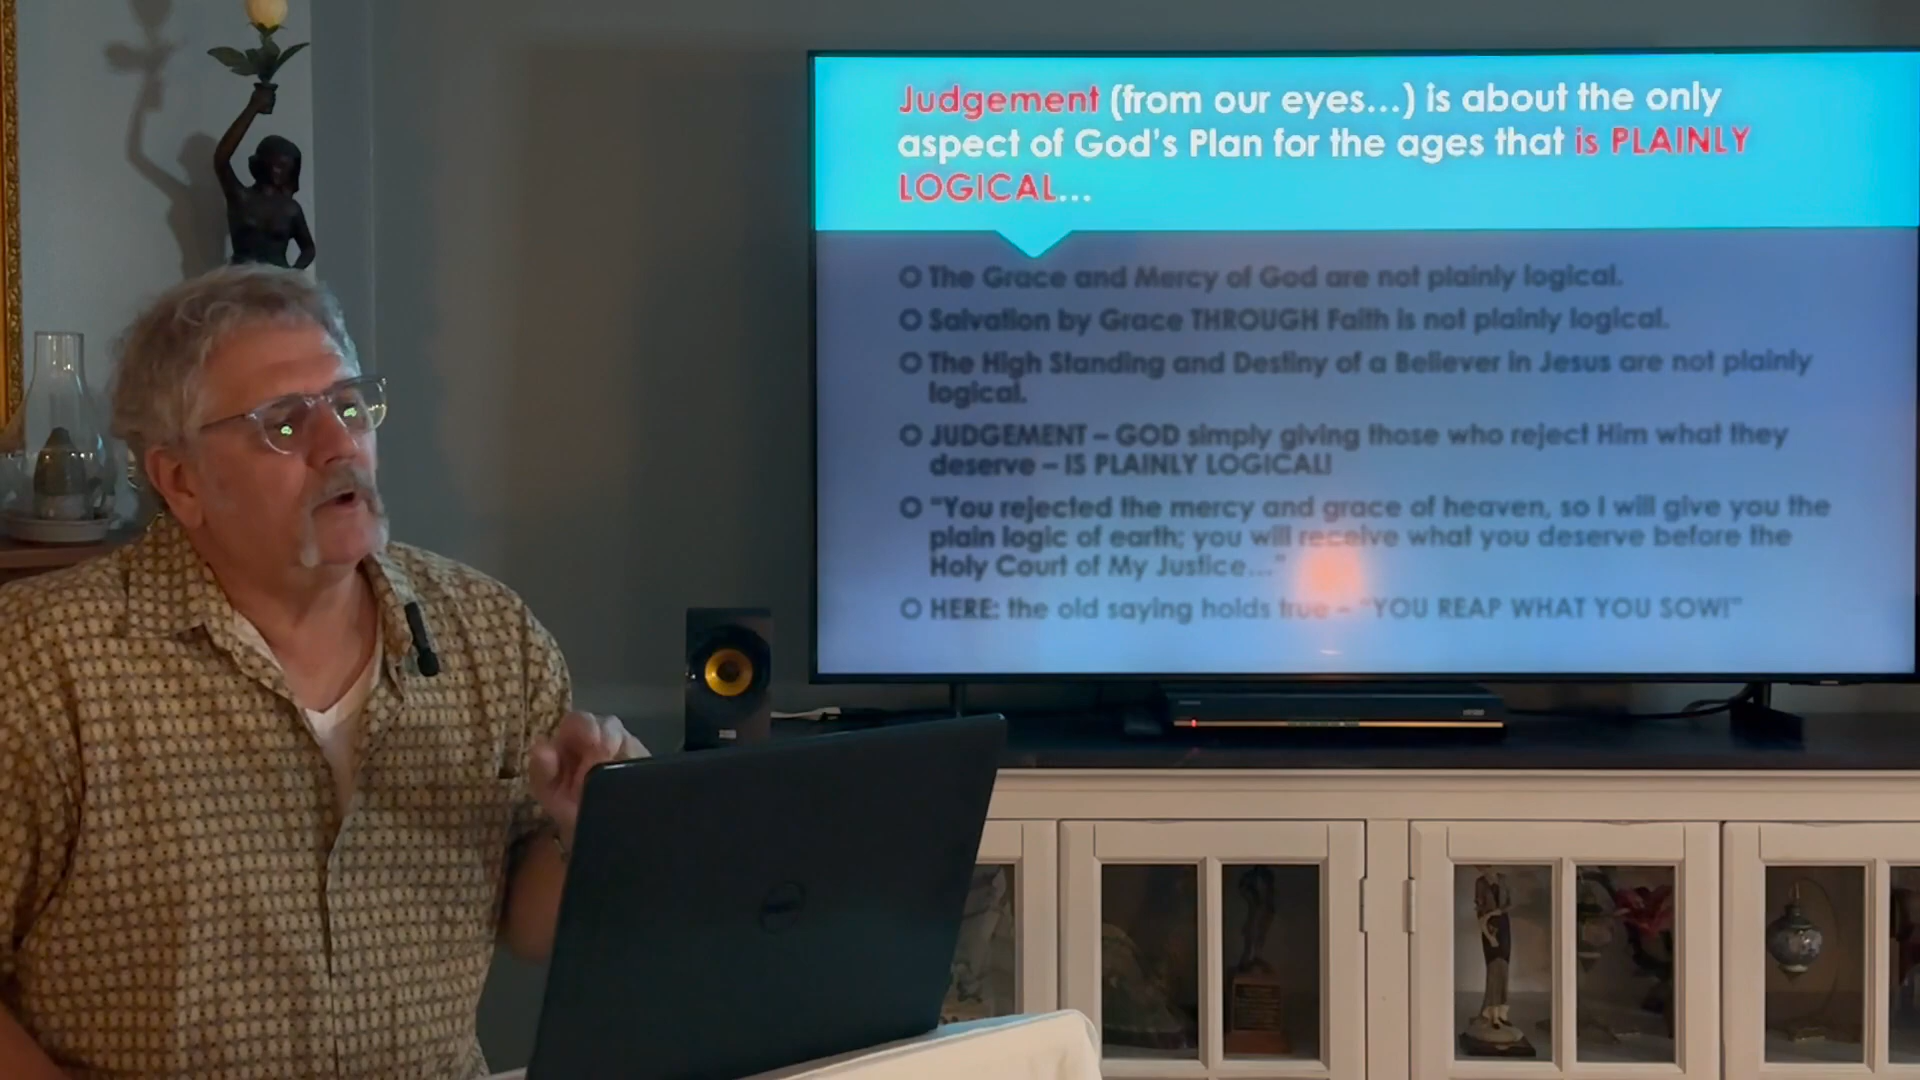 Judgement (from our eyes...) is about the only
aspect of God's Plan for the ages that is PLAINLY
LOGICAL...
O The Grace and Mercy of God are not plainly logical.
O Salvation by Grace THROUGH Faith is not plainly logical.
O The High Standing and Destiny of a Believer in Jesus are not plainly
logical.
O JUDGEMENT – GOD simply giving those who reject Him what they
deserve – IS PLAINLY LOGICAL!
O "You rejected the mercy and grace of heaven, so I will give you the
plain logic of earth; you will receive what you deserve before the
Holy Court of My Justice..."
O HERE: the old saying holds true – "YOU REAP WHAT YOU SOW!"
DELL